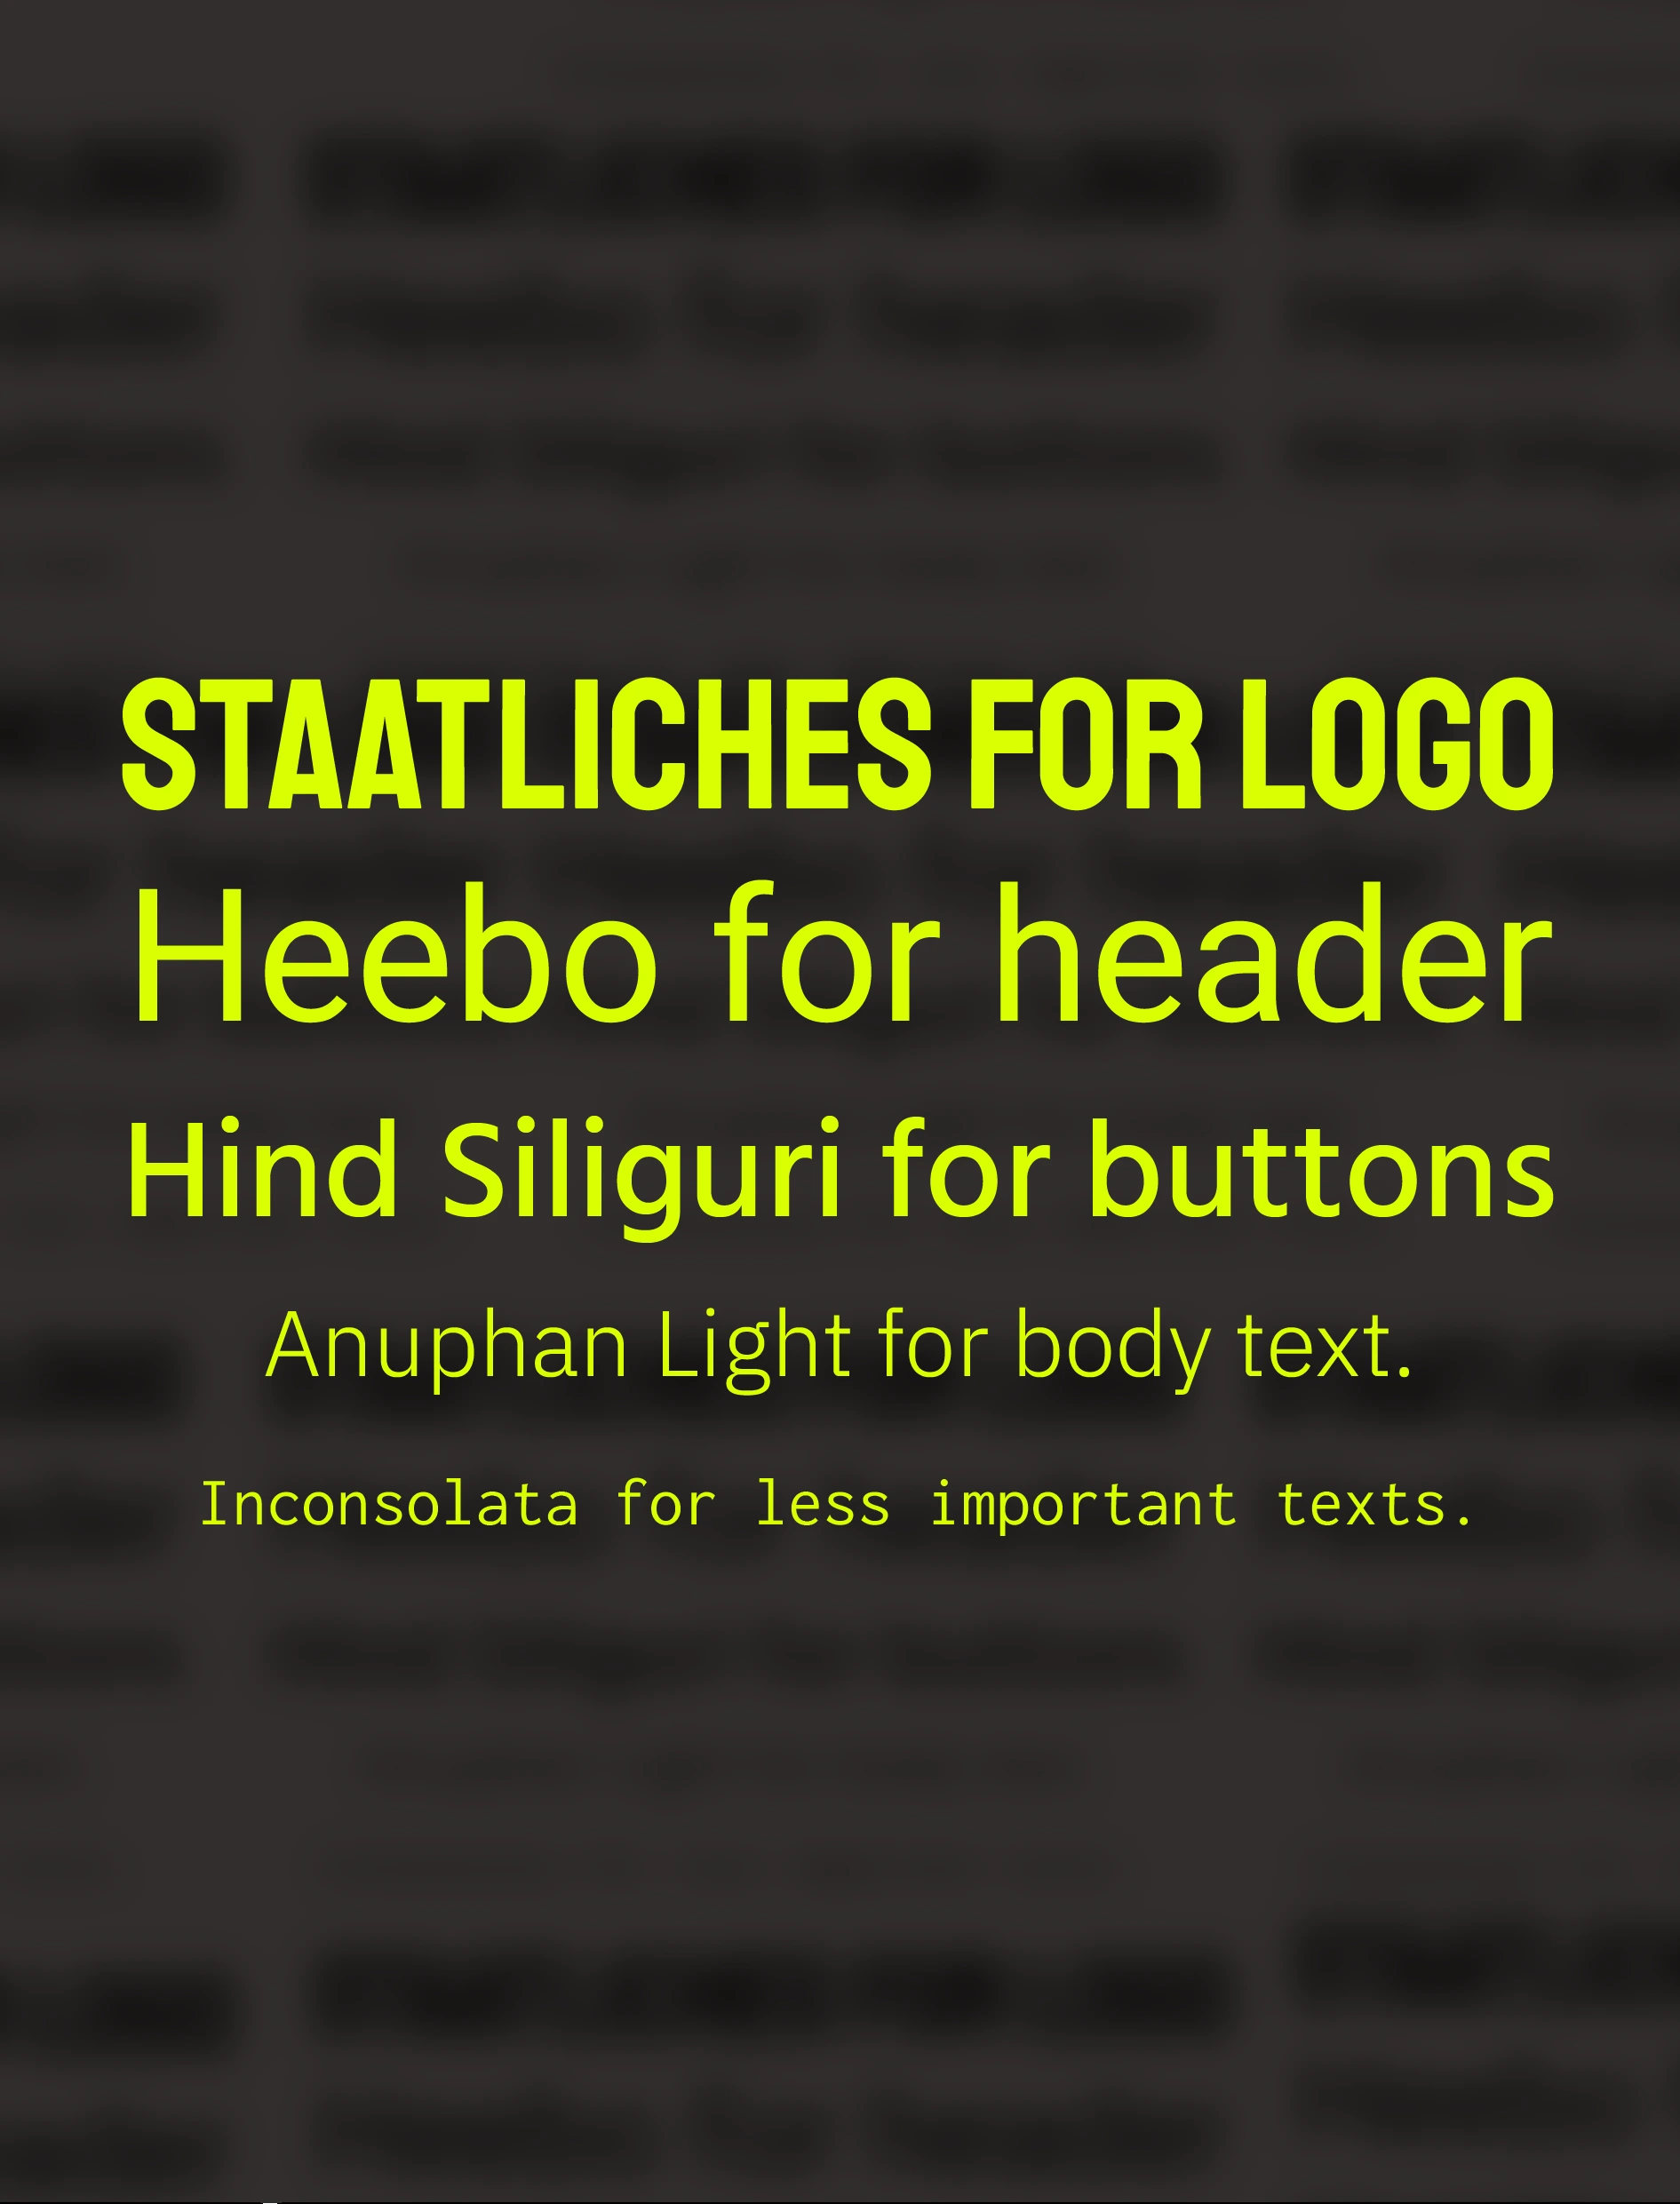 STAATLICHES FOR LOGO
Heebo for header
Hind Siliguri for buttons
Anuphan Light for body text.
Inconsolata for less important texts.